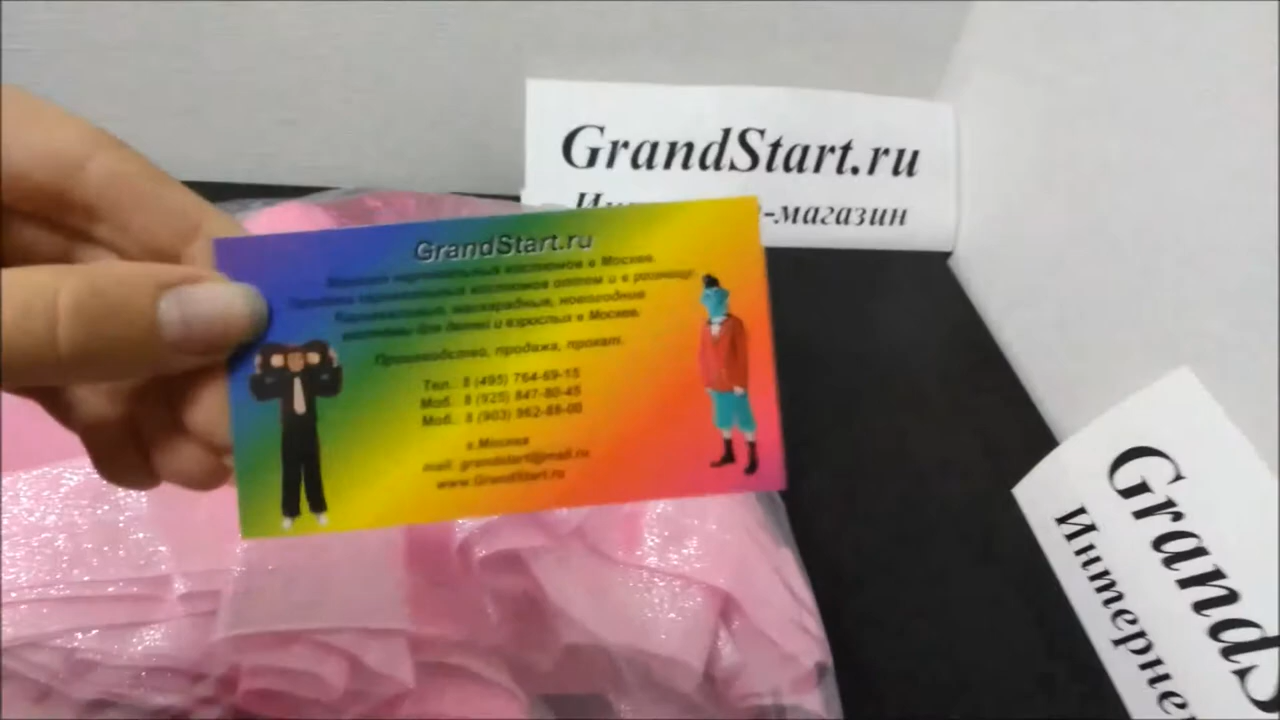 GrandStart.ru
-магазин
GrandStart.ru
Магазин карнавальных костюмов в Москве.
Продажа карнавальных костюмов оптом и в розницу.
Карнавальные, маскарадные, новогодние
костюмы для детей и взрослых в Москве.
Производство, продажа, прокат.
Тел.: 8 (495) 764-69-15
Моб.: 8 (925) 847-80-45
Моб.: 8 (903) 962-88-00
г.Москва
mail: grandstart@mail.ru
www.GrandStart.ru
GrandS
Интерне